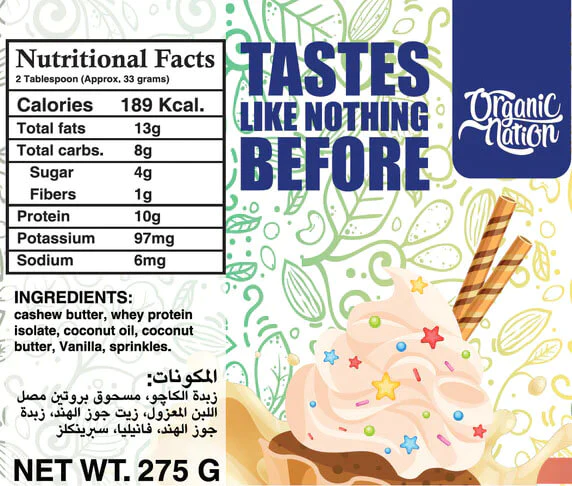 Nutritional Facts
2 Tablespoon (Approx. 33 grams)
Calories 189 Kcal.
Total fats 13g
Total carbs. 8g
Sugar 4g
Fibers 1g
Protein 10g
Potassium 97mg
Sodium 6mg
INGREDIENTS:
cashew butter, whey protein
isolate, coconut oil, coconut
butter, Vanilla, sprinkles.
المكونات:
زبدة الكاچو، مسحوق بروتين مصل
اللبن المعزول، زيت جوز الهند، زبدة
جوز الهند، فانيليا، سبرينكلز
NET WT. 275 G
TASTES
LIKE NOTHING
BEFORE
Organic
Nation